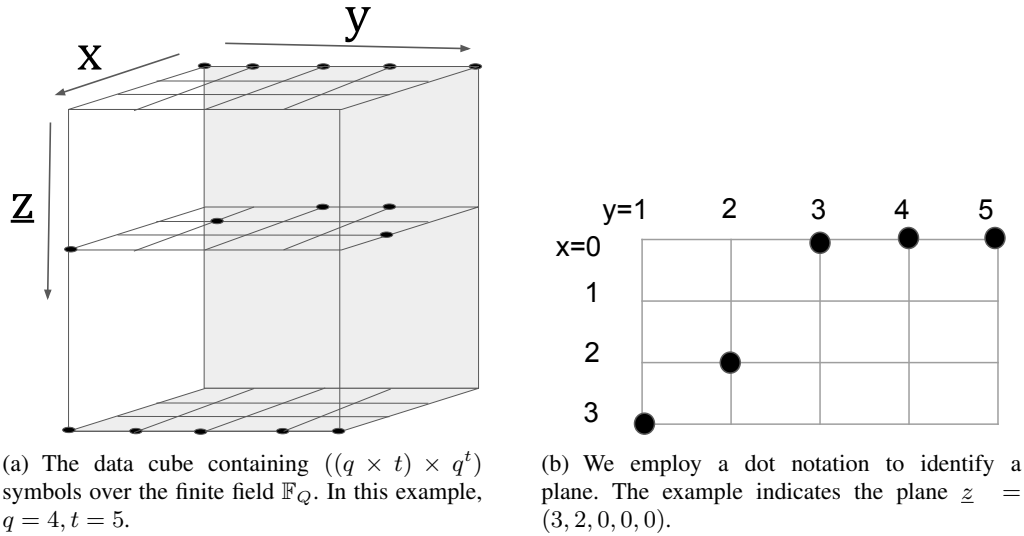 y
x
z
y=1 2 3 4 5
x=0
1
2
3
(a) The data cube containing ((q × t) × q^t)
symbols over the finite field 𝔽_Q. In this example,
q = 4, t = 5.
(b) We employ a dot notation to identify a
plane. The example indicates the plane z =
(3, 2, 0, 0, 0).